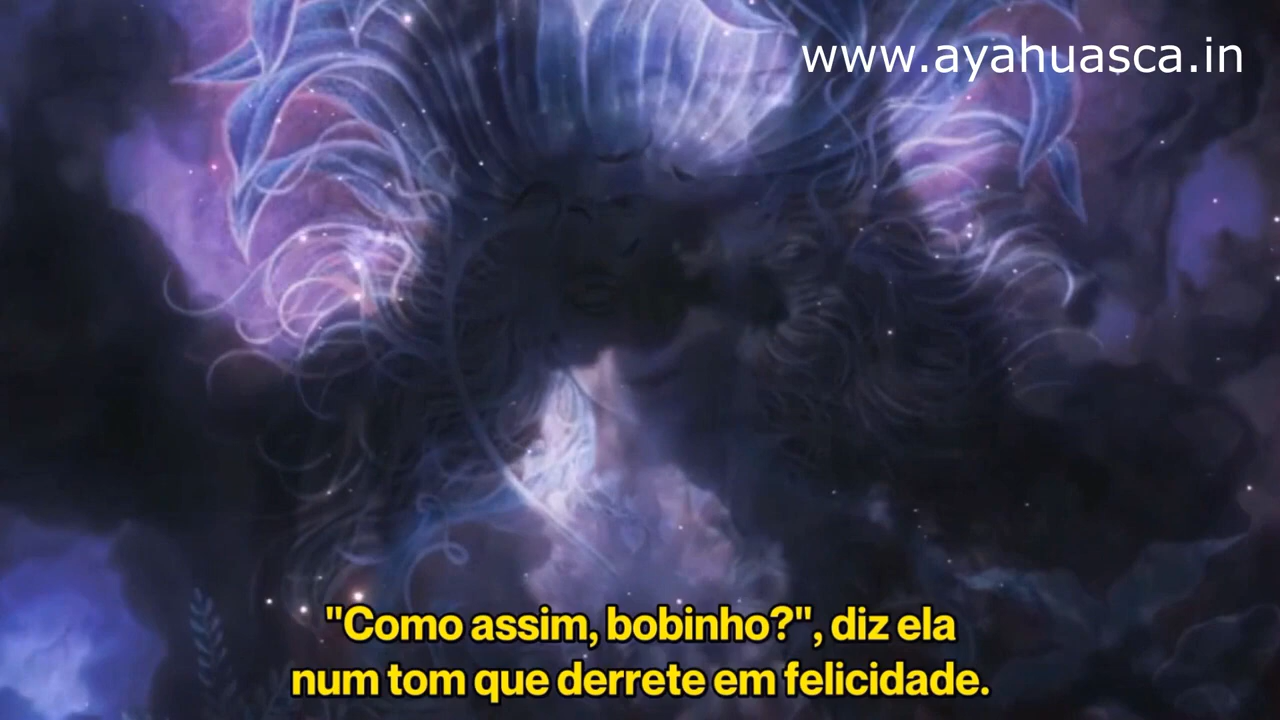 www.ayahuasca.in
"Como assim, bobinho?", diz ela
num tom que derrete em felicidade.